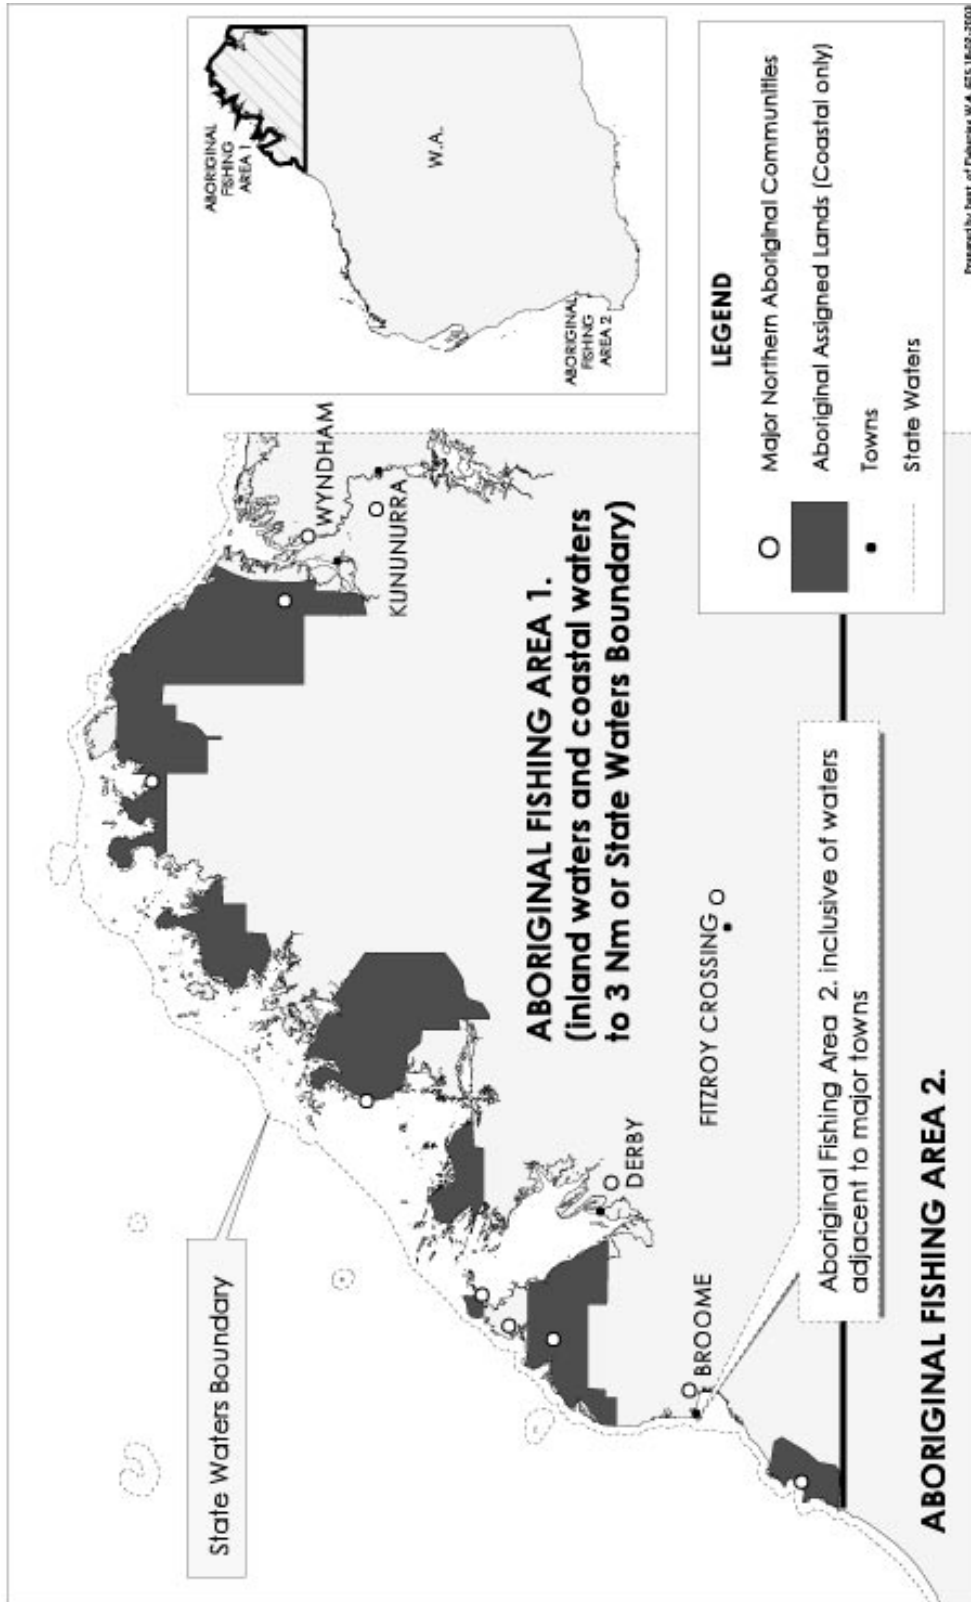 State Waters Boundary
ABORIGINAL
FISHING
AREA 1
W.A.
ABORIGINAL
FISHING
AREA 2
WYNDHAM
KUNUNURRA
ABORIGINAL FISHING AREA 1.
(inland waters and coastal waters
to 3 Nm or State Waters Boundary)
DERBY
FITZROY CROSSING
BROOME
Aboriginal Fishing Area 2. inclusive of waters
adjacent to major towns
ABORIGINAL FISHING AREA 2.
LEGEND
Major Northern Aboriginal Communities
Aboriginal Assigned Lands (Coastal only)
Towns
State Waters